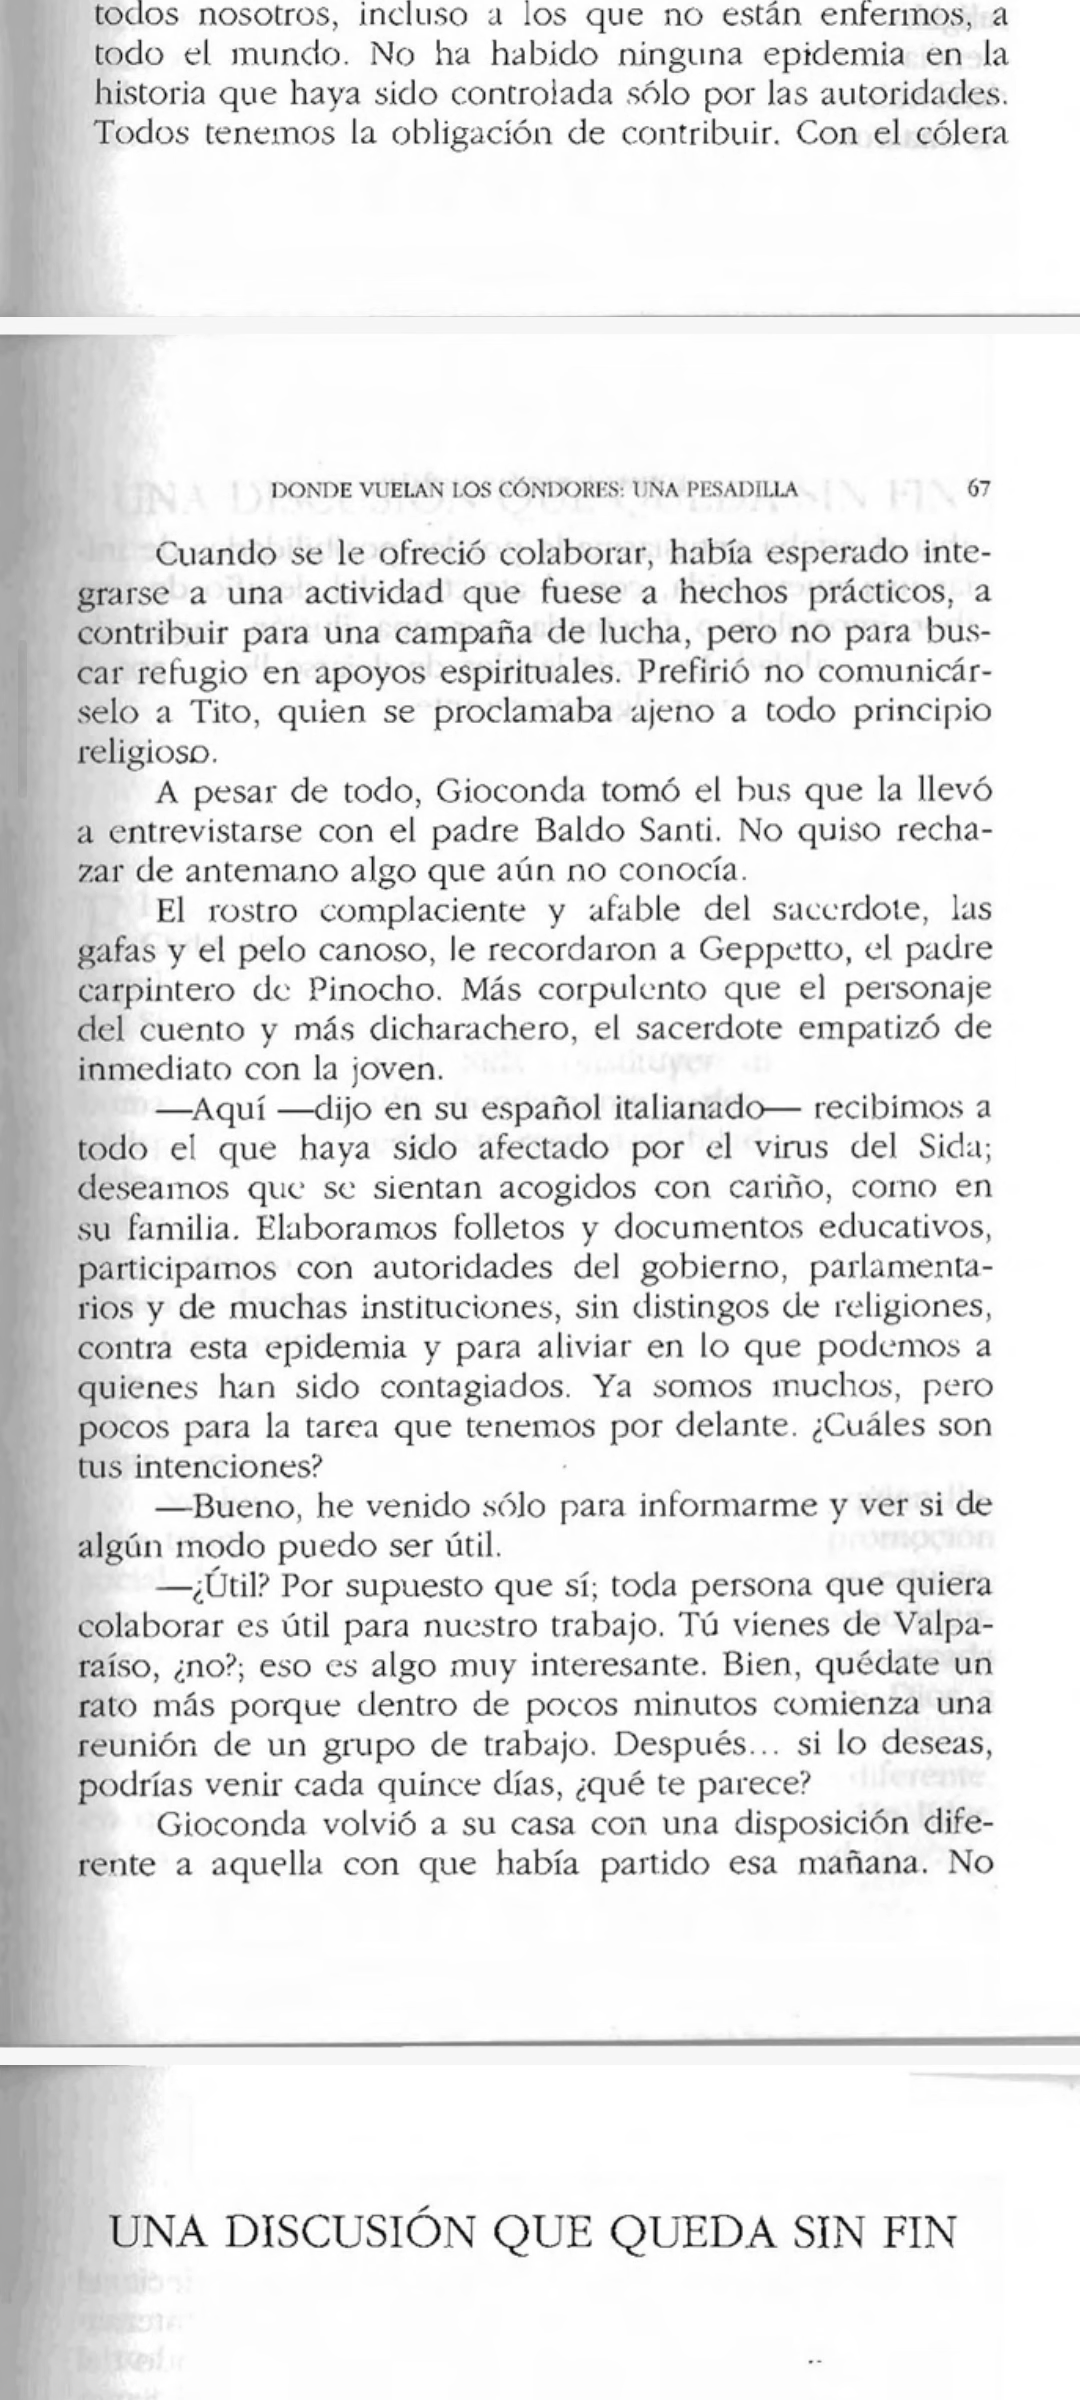 todos nosotros, incluso a los que no están enfermos, a
todo el mundo. No ha habido ninguna epidemia en la
historia que haya sido controlada sólo por las autoridades.
Todos tenemos la obligación de contribuir. Con el cólera
DONDE VUELAN LOS CÓNDORES: UNA PESADILLA 67
Cuando se le ofreció colaborar, había esperado inte-
grarse a una actividad que fuese a hechos prácticos, a
contribuir para una campaña de lucha, pero no para bus-
car refugio en apoyos espirituales. Prefirió no comunicár-
selo a Tito, quien se proclamaba ajeno a todo principio
religioso.
A pesar de todo, Gioconda tomó el bus que la llevó
a entrevistarse con el padre Baldo Santi. No quiso recha-
zar de antemano algo que aún no conocía.
El rostro complaciente y afable del sacerdote, las
gafas y el pelo canoso, le recordaron a Geppetto, el padre
carpintero de Pinocho. Más corpulento que el personaje
del cuento y más dicharachero, el sacerdote empatizó de
inmediato con la joven.
—Aquí —dijo en su español italianado— recibimos a
todo el que haya sido afectado por el virus del Sida;
deseamos que se sientan acogidos con cariño, como en
su familia. Elaboramos folletos y documentos educativos,
participamos con autoridades del gobierno, parlamenta-
rios y de muchas instituciones, sin distingos de religiones,
contra esta epidemia y para aliviar en lo que podemos a
quienes han sido contagiados. Ya somos muchos, pero
pocos para la tarea que tenemos por delante. ¿Cuáles son
tus intenciones?
—Bueno, he venido sólo para informarme y ver si de
algún modo puedo ser útil.
—¿Útil? Por supuesto que sí; toda persona que quiera
colaborar es útil para nuestro trabajo. Tú vienes de Valpa-
raíso, ¿no?; eso es algo muy interesante. Bien, quédate un
rato más porque dentro de pocos minutos comienza una
reunión de un grupo de trabajo. Después... si lo deseas,
podrías venir cada quince días, ¿qué te parece?
Gioconda volvió a su casa con una disposición dife-
rente a aquella con que había partido esa mañana. No
UNA DISCUSIÓN QUE QUEDA SIN FIN